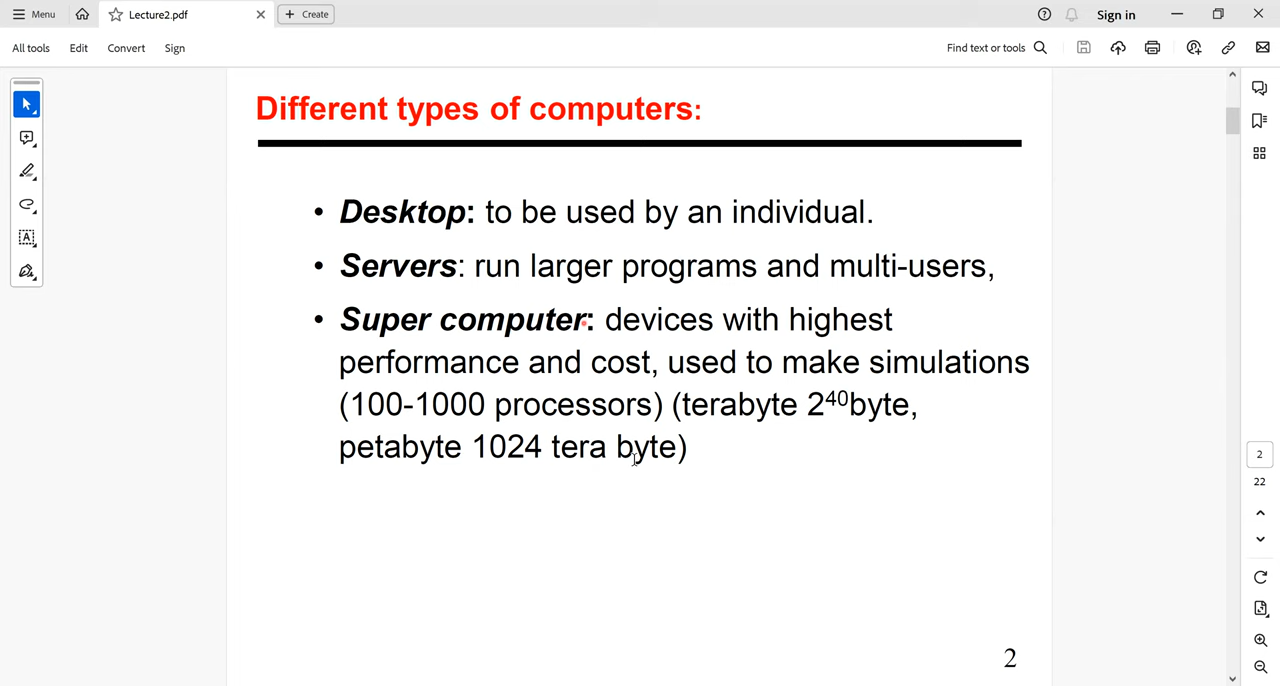 Menu
Lecture2.pdf
Create
Sign in
All tools
Edit
Convert
Sign
Find text or tools
Different types of computers:
• Desktop: to be used by an individual.
• Servers: run larger programs and multi-users,
• Super computer: devices with highest
performance and cost, used to make simulations
(100-1000 processors) (terabyte 2⁴⁰byte,
petabyte 1024 tera byte)
2
2
22